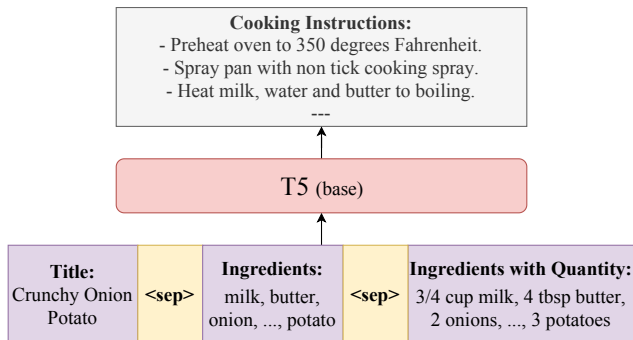 Cooking Instructions:
- Preheat oven to 350 degrees Fahrenheit.
- Spray pan with non tick cooking spray.
- Heat milk, water and butter to boiling.
---
T5 (base)
Title:
Crunchy Onion
Potato
<sep>
Ingredients:
milk, butter,
onion, ..., potato
<sep>
Ingredients with Quantity:
3/4 cup milk, 4 tbsp butter,
2 onions, ..., 3 potatoes